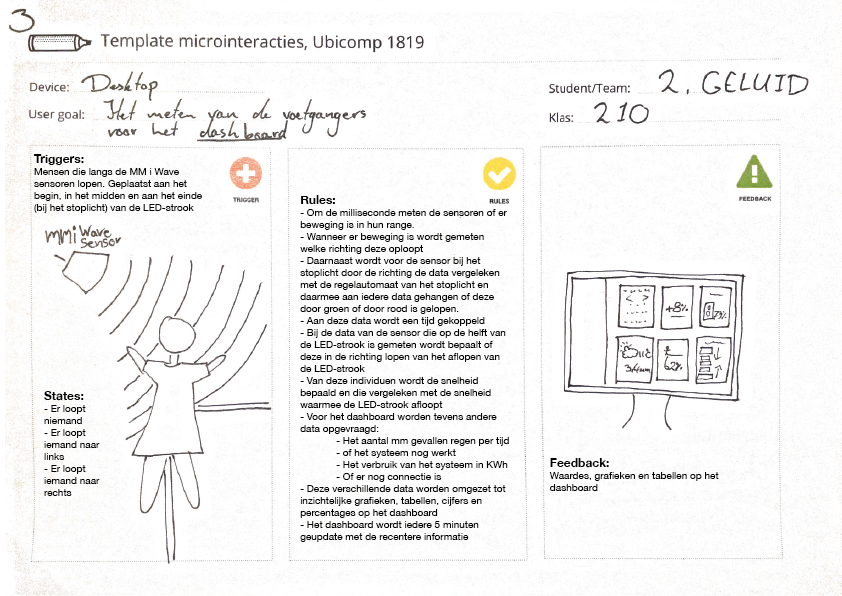 3
Template microinteracties, Ubicomp 1819
Device: Desktop
Student/Team: 2, GELUID
User goal: Het meten van de voetgangers
voor het dashboard
Klas: 210
Triggers:
Mensen die langs de MM i Wave
sensoren lopen. Geplaatst aan het
begin, in het midden en aan het einde
(bij het stoplicht) van de LED-strook
TRIGGER
mmiWave
Sensor
States:
- Er loopt
niemand
- Er loopt
iemand naar
links
- Er loopt
iemand naar
rechts
RULES
Rules:
- Om de milliseconde meten de sensoren of er
beweging is in hun range.
- Wanneer er beweging is wordt gemeten
welke richting deze oploopt
- Daarnaast wordt voor de sensor bij het
stoplicht door de richting de data vergeleken
met de regelautomaat van het stoplicht en
daarmee aan iedere data gehangen of deze
door groen of door rood is gelopen.
- Aan deze data wordt een tijd gekoppeld
- Bij de data van de sensor die op de helft van
de LED-strook is gemeten wordt bepaalt of
deze in de richting lopen van het aflopen van
de LED-strook
- Van deze individuen wordt de snelheid
bepaald en die vergeleken met de snelheid
waarmee de LED-strook afloopt
- Voor het dashboard worden tevens andere
data opgevraagd:
- Het aantal mm gevallen regen per tijd
- of het systeem nog werkt
- Het verbruik van het systeem in KWh
- Of er nog connectie is
- Deze verschillende data worden omgezet tot
inzichtelijke grafieken, tabellen, cijfers en
percentages op het dashboard
- Het dashboard wordt iedere 5 minuten
geupdate met de recentere informatie
FEEDBACK
+8%
62%
Feedback:
Waardes, grafieken en tabellen op het
dashboard